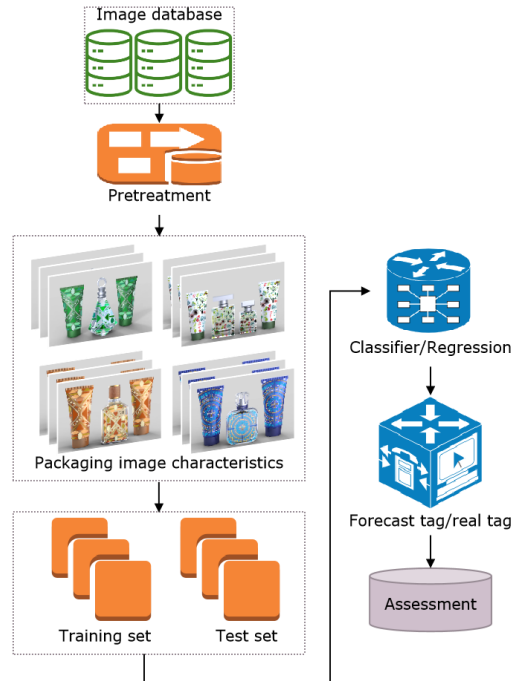 Image database
Pretreatment
Packaging image characteristics
Training set
Test set
Classifier/Regression
Forecast tag/real tag
Assessment